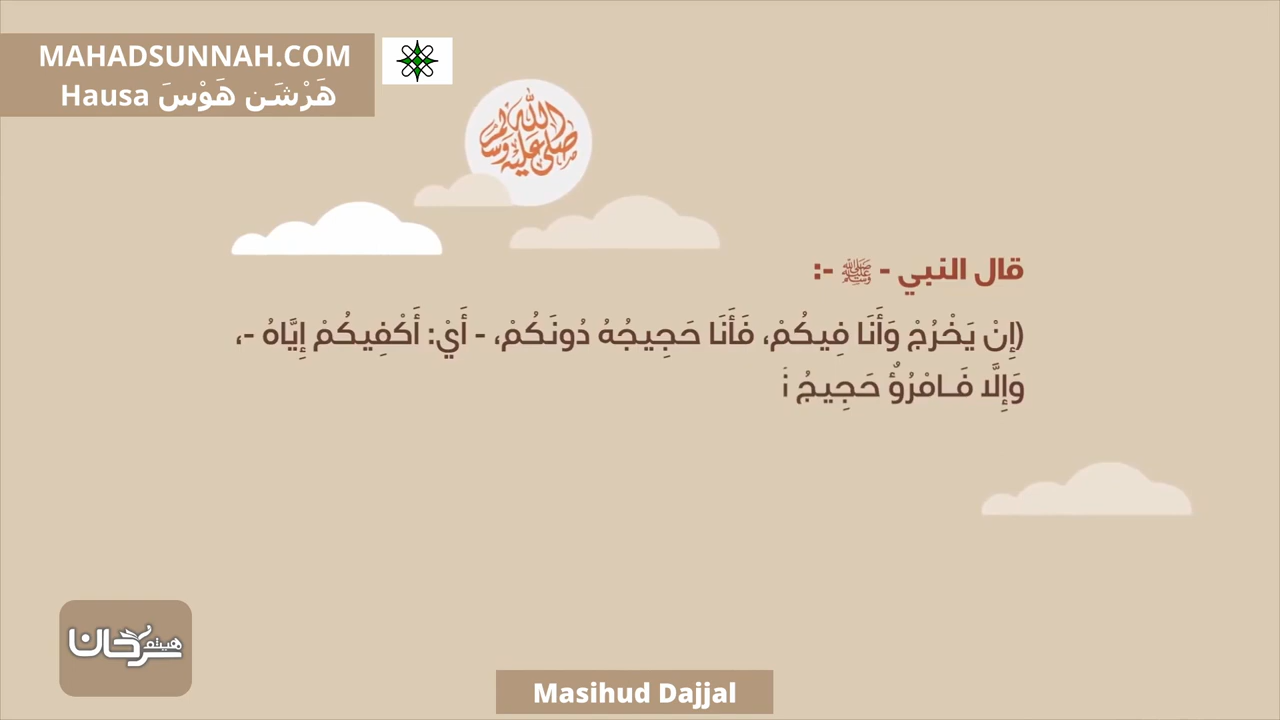 MAHADSUNNAH.COM
Hausa هَرْشَن هَوْسَ
صلى الله عليه وسلم
قال النبي - ﷺ -:
(إِنْ يَخْرُجْ وَأَنَا فِيكُمْ، فَأَنَا حَجِيجُهُ دُونَكُمْ، - أَيْ: أَكْفِيكُمْ إِيَّاهُ -،
وَإِلَّا فَـامْرُؤٌ حَجِيجُ
هيثم سرحان
Masihud Dajjal